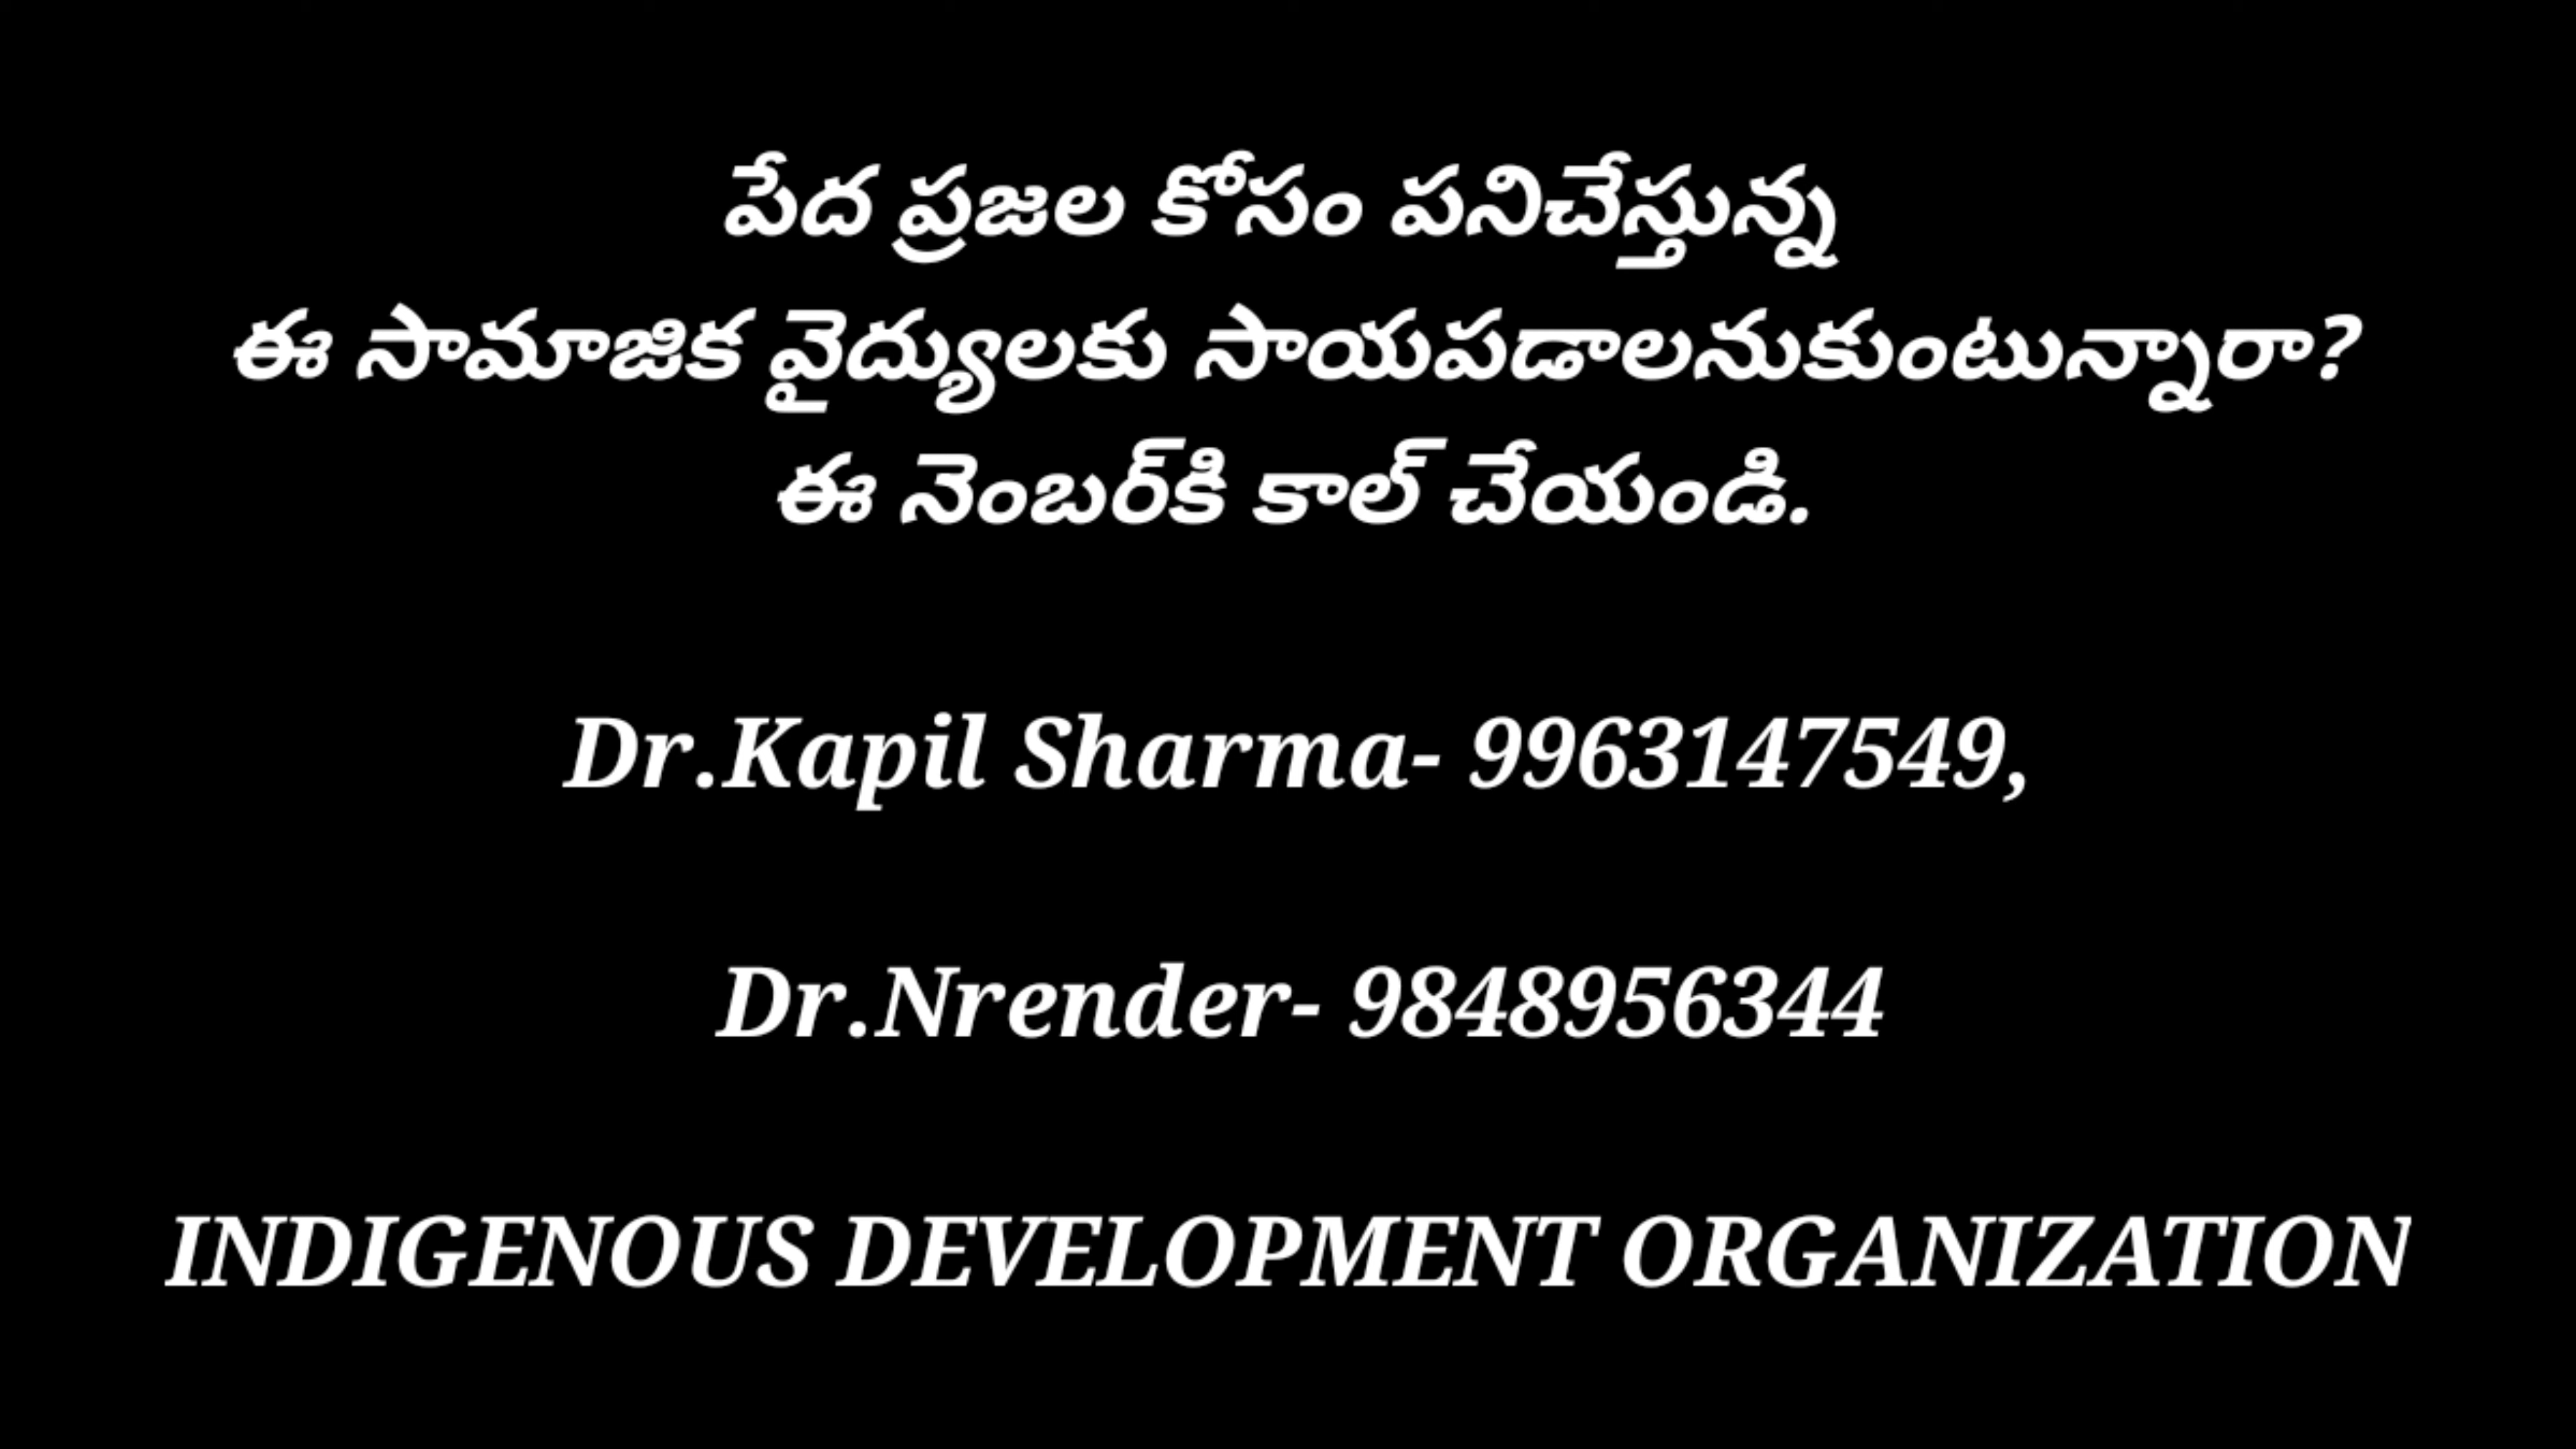 పేద ప్రజల కోసం పనిచేస్తున్న
ఈ సామాజిక వైద్యులకు సాయపడాలనుకుంటున్నారా?
ఈ నెంబర్‌కి కాల్ చేయండి.
Dr.Kapil Sharma- 9963147549,
Dr.Nrender- 9848956344
INDIGENOUS DEVELOPMENT ORGANIZATION